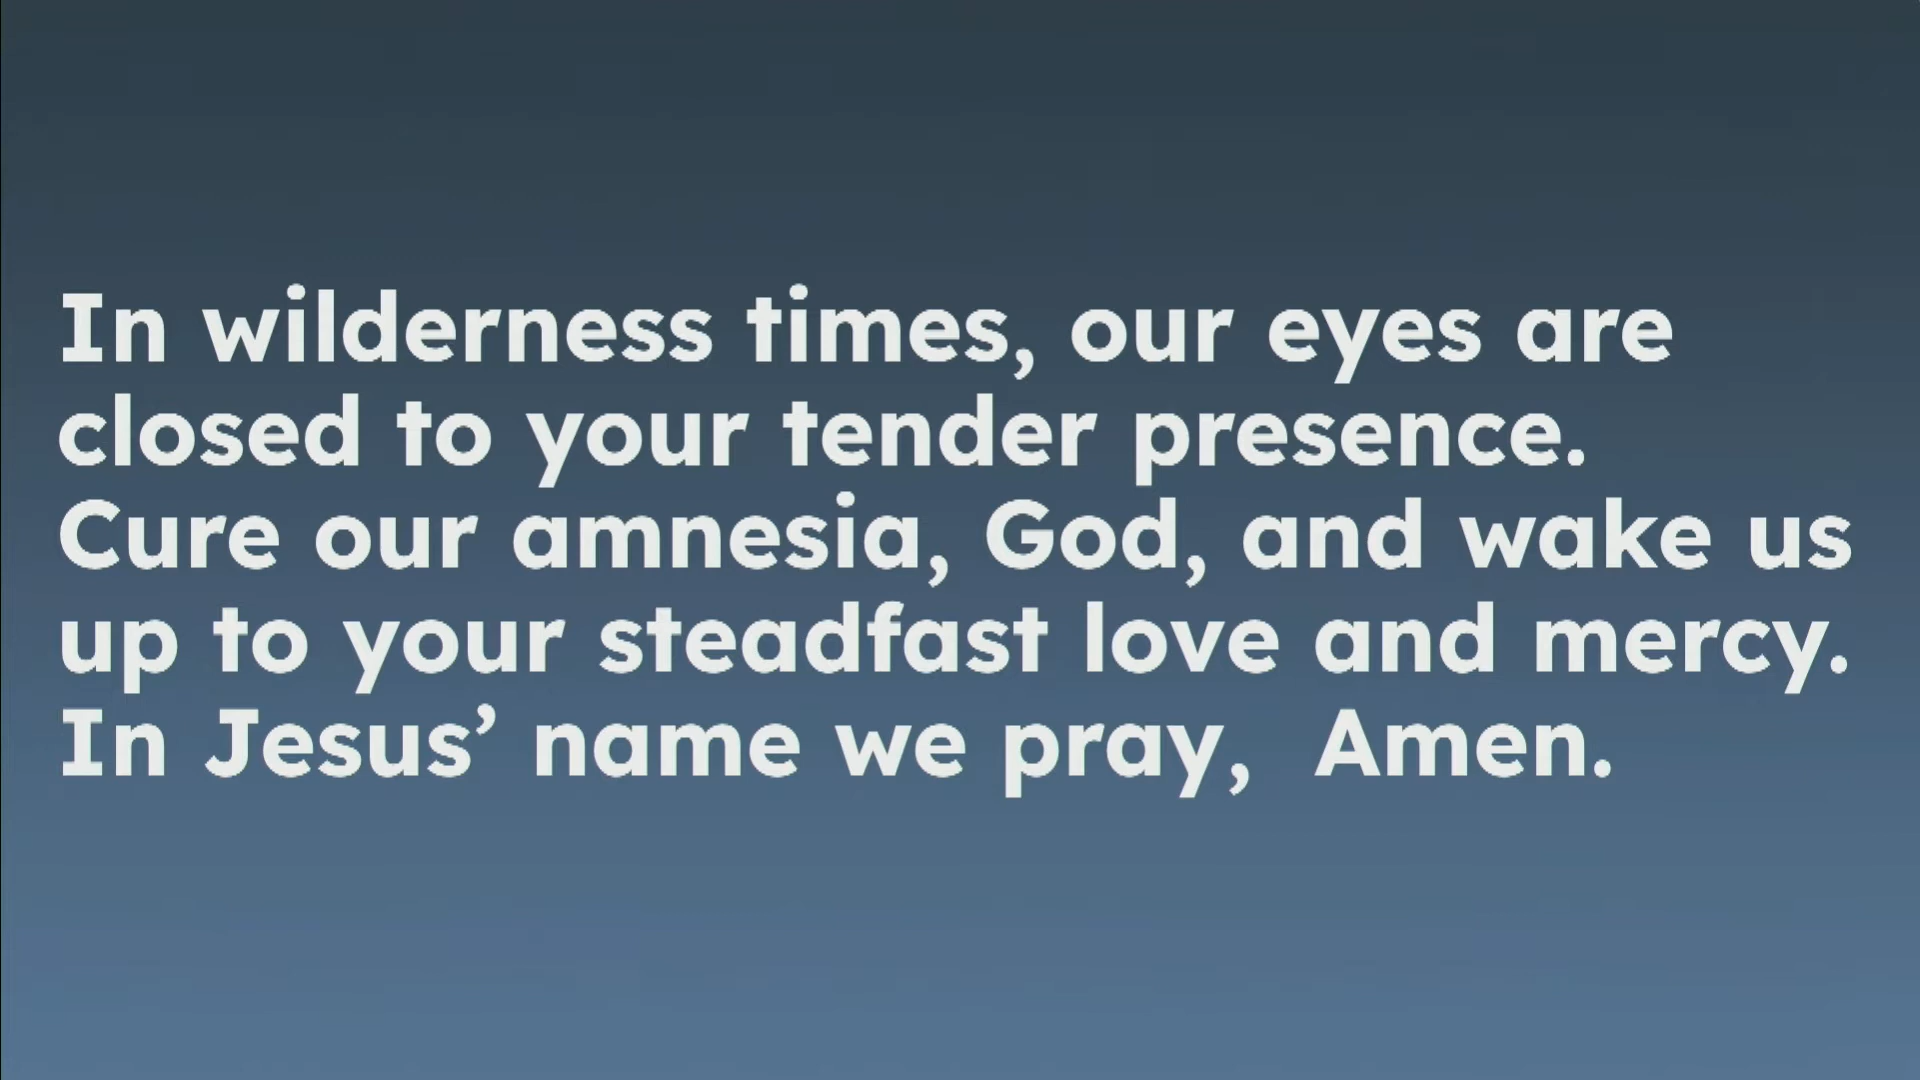 In wilderness times, our eyes are
closed to your tender presence.
Cure our amnesia, God, and wake us
up to your steadfast love and mercy.
In Jesus’ name we pray,  Amen.